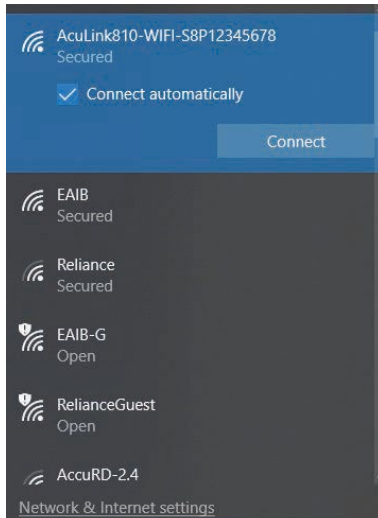 AcuLink810-WIFI-S8P12345678
Secured
Connect automatically
Connect
EAIB
Secured
Reliance
Secured
EAIB-G
Open
RelianceGuest
Open
AccuRD-2.4
Network & Internet settings